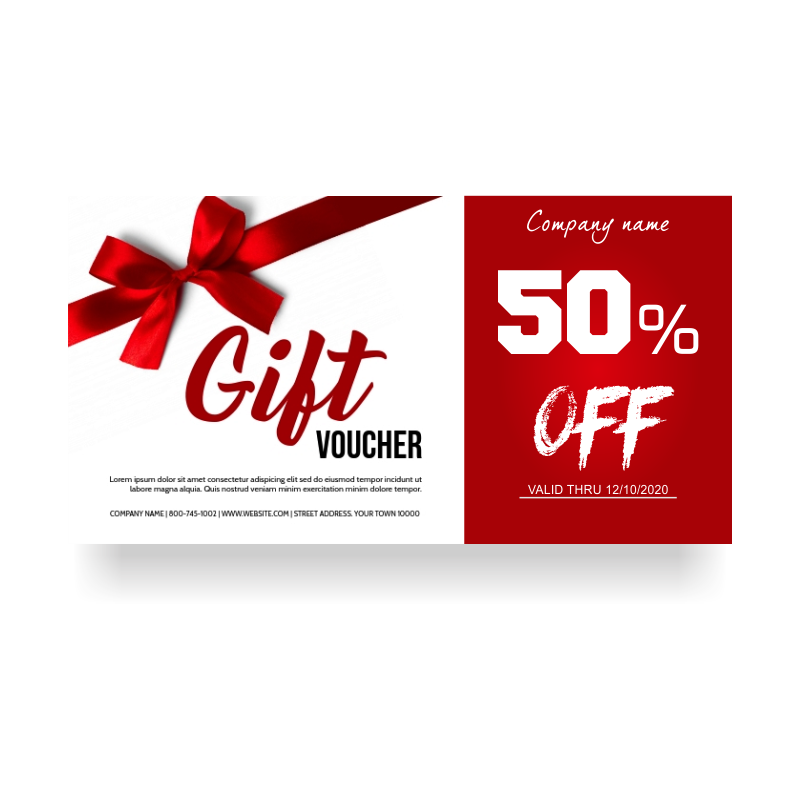 Gift
VOUCHER
Lorem ipsum dolor sit amet consectetur adipiscing elit sed do eiusmod tempor incididunt ut
labore magna aliquia. Quis nostrud veniam minim exercitation minim dolore tempor.
COMPANY NAME | 800-745-1002 | WWW.WEBSITE.COM | STREET ADDRESS. YOUR TOWN 10000
Company name
50%
OFF
VALID THRU 12/10/2020